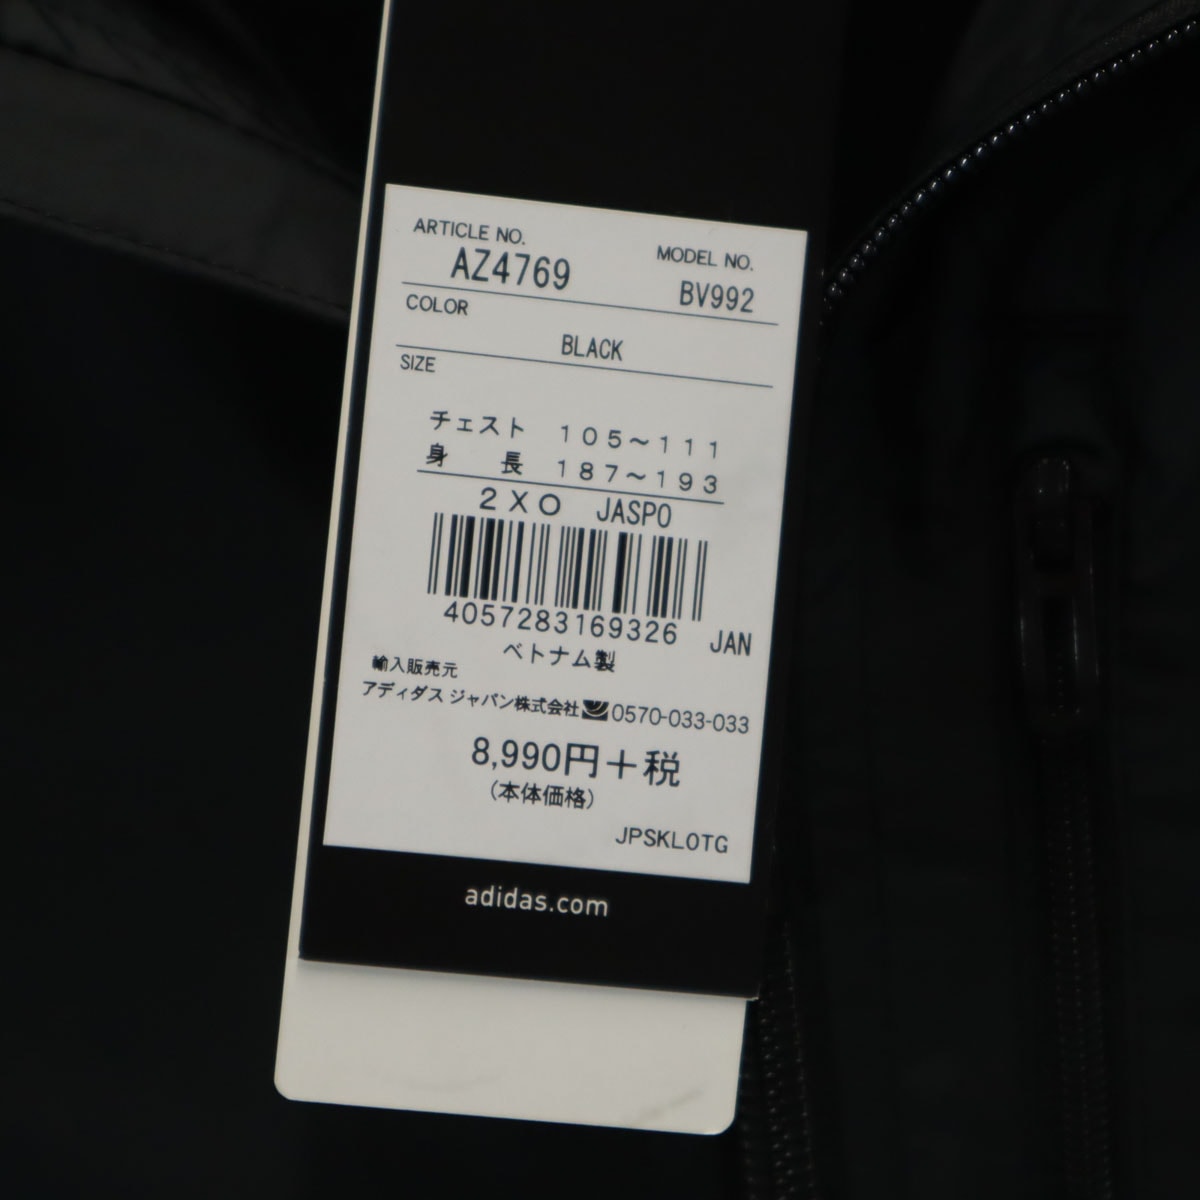 ARTICLE NO.
MODEL NO.
AZ4769
BV992
COLOR
BLACK
SIZE
チェスト 105~111
身長 187~193
2XO JASPO
4057283169326 JAN
ベトナム製
輸入販売元
アディダス ジャパン株式会社 0570-033-033
8,990円+税
(本体価格)
JPSKLOTG
adidas.com